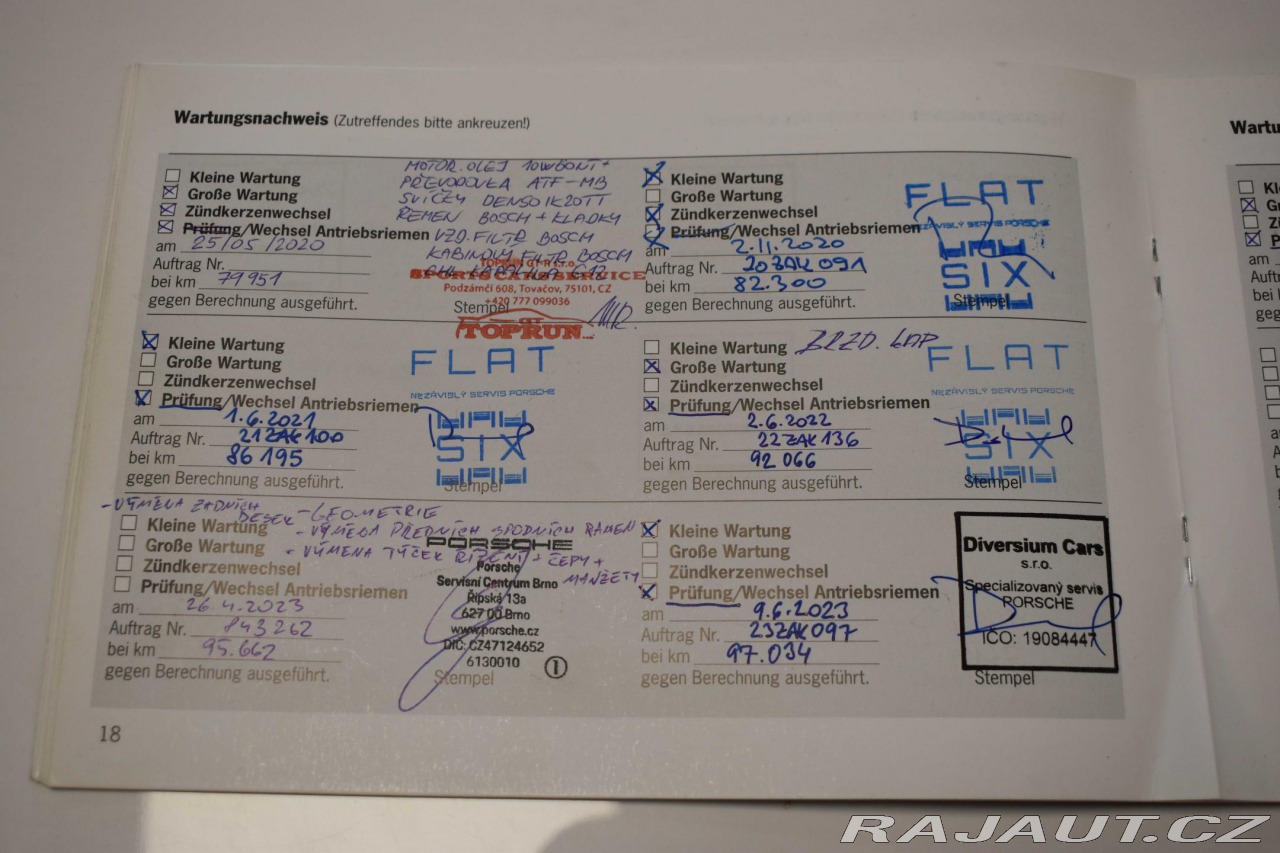 Wartungsnachweis (Zutreffendes bitte ankreuzen!)
Kleine Wartung
Große Wartung
Zündkerzenwechsel
Prüfung/Wechsel Antriebsriemen
am 25/05/2020
Auftrag Nr.
bei km 79951
gegen Berechnung ausgeführt.
MOTOR. OLEJ 10W60NT+
PŘEVODOVKA ATF-MB
SVÍČKY DENSO IK20TT
ŘEMEN BOSCH + KLADKY
VZD. FILTR BOSCH
KABINOVÝ FILTR BOSCH
TOPRUN GT-R s.r.o.
SPORTS CARS SERVICE
Podzámčí 608, Tovačov, 75101, CZ
+420 777 099036
Stempel
TOPRUN
Kleine Wartung
Große Wartung
Zündkerzenwechsel
Prüfung/Wechsel Antriebsriemen
am 2.11.2020
Auftrag Nr. 20ZAK091
bei km 82.300
gegen Berechnung ausgeführt.
FLAT
NEZÁVISLÝ SERVIS PORSCHE
SIX
Stempel
Kleine Wartung
Große Wartung
Zündkerzenwechsel
Prüfung/Wechsel Antriebsriemen
am 1.6.2021
Auftrag Nr. 21ZAK100
bei km 86195
gegen Berechnung ausgeführt.
FLAT
NEZÁVISLÝ SERVIS PORSCHE
SIX
Stempel
Kleine Wartung BRZD. KAP
Große Wartung
Zündkerzenwechsel
Prüfung/Wechsel Antriebsriemen
am 2.6.2022
Auftrag Nr. 22ZAK136
bei km 92 066
gegen Berechnung ausgeführt.
FLAT
NEZÁVISLÝ SERVIS PORSCHE
SIX
Stempel
- VÝMĚNA ZADNÍCH
DESEK - GEOMETRIE
- VÝMĚNA PŘEDNÍCH SPODNÍCH RAMEN
- VÝMĚNA TYČEK ŘÍZENÍ + ČEPY +
MANŽETY
Kleine Wartung
Große Wartung
Zündkerzenwechsel
Prüfung/Wechsel Antriebsriemen
am 26.4.2023
Auftrag Nr. 843262
bei km 95.662
gegen Berechnung ausgeführt.
PORSCHE
Porsche
Servisní Centrum Brno
Řipská 13a
627 00 Brno
www.porsche.cz
DIČ: CZ47124652
6130010 1
Stempel
Kleine Wartung
Große Wartung
Zündkerzenwechsel
Prüfung/Wechsel Antriebsriemen
am 9.6.2023
Auftrag Nr. 23ZAK097
bei km 97.034
gegen Berechnung ausgeführt.
Diversium Cars
s.r.o.
Specializovaný servis
PORSCHE
IČO: 19084447
Stempel
18
RAJAUT.CZ